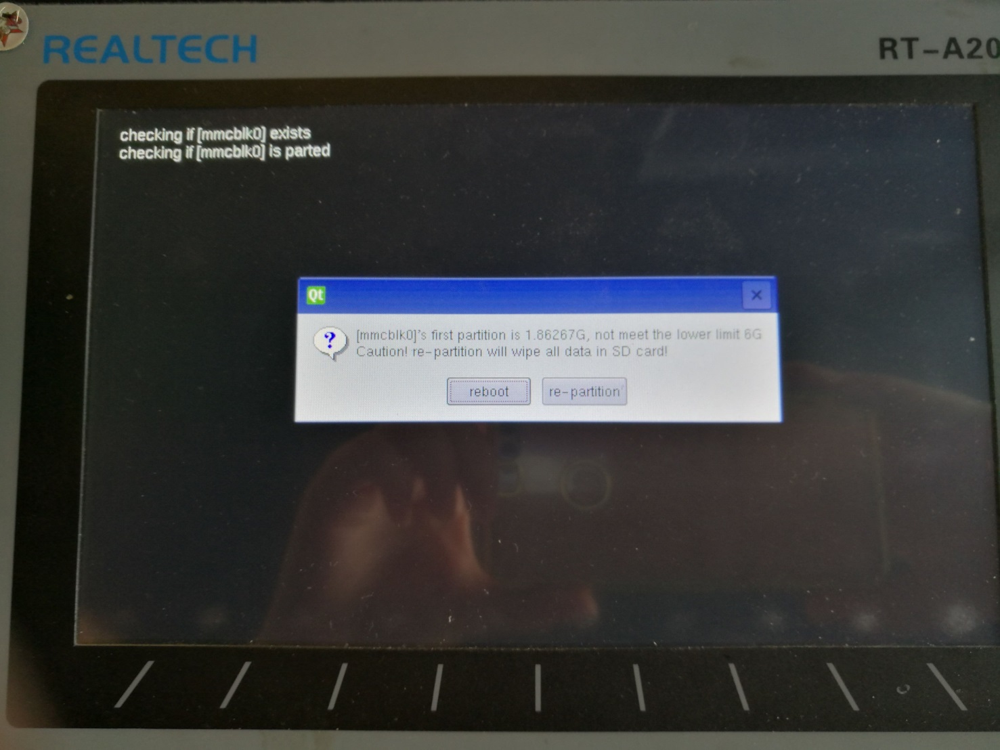 REALTECH
RT-A20
checking if [mmcblk0] exists
checking if [mmcblk0] is parted
Qt
[mmcblk0]'s first partition is 1.86267G, not meet the lower limit 6G
Caution! re-partition will wipe all data in SD card!
reboot
re-partition